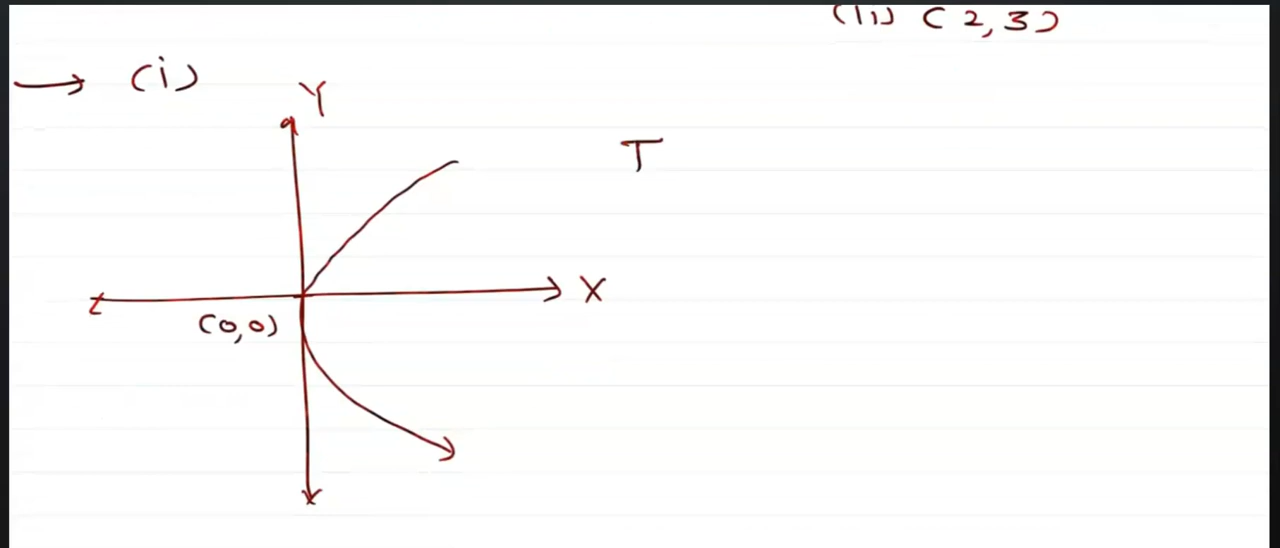 (ii) (2,3)
→ (i)
Y
T
X
(0,0)